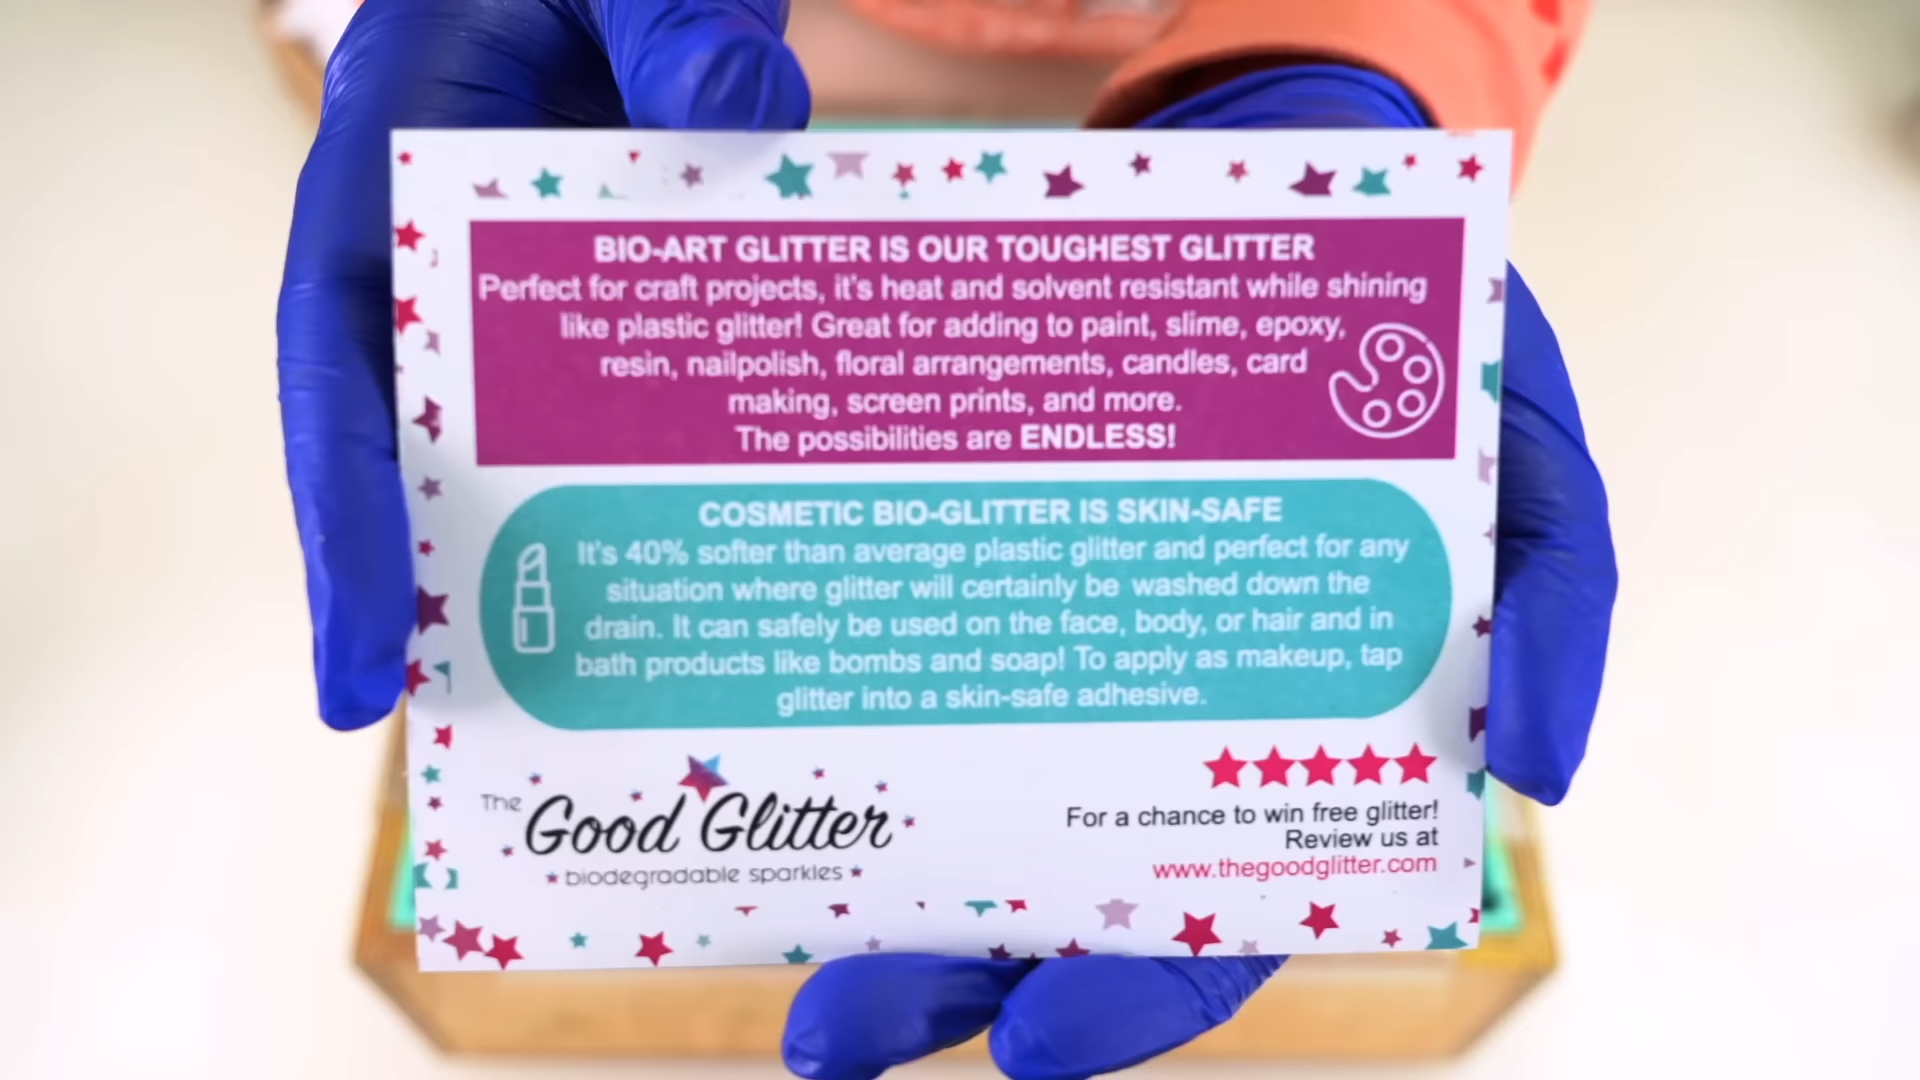 BIO-ART GLITTER IS OUR TOUGHEST GLITTER
Perfect for craft projects, it's heat and solvent resistant while shining
like plastic glitter! Great for adding to paint, slime, epoxy,
resin, nailpolish, floral arrangements, candles, card
making, screen prints, and more.
The possibilities are ENDLESS!
COSMETIC BIO-GLITTER IS SKIN-SAFE
It's 40% softer than average plastic glitter and perfect for any
situation where glitter will certainly be washed down the
drain. It can safely be used on the face, body, or hair and in
bath products like bombs and soap! To apply as makeup, tap
glitter into a skin-safe adhesive.
The Good Glitter
biodegradable sparkles
For a chance to win free glitter!
Review us at
www.thegoodglitter.com